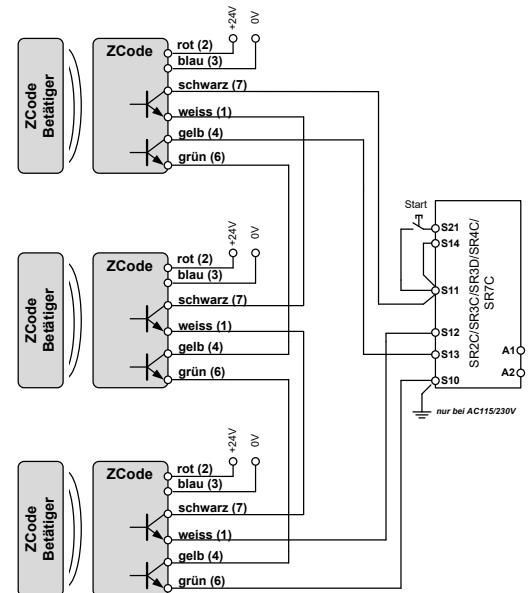 +24V
0V
ZCode
Betätiger
ZCode
rot (2)
blau (3)
schwarz (7)
weiss (1)
gelb (4)
grün (6)
+24V
0V
ZCode
Betätiger
ZCode
rot (2)
blau (3)
schwarz (7)
weiss (1)
gelb (4)
grün (6)
+24V
0V
ZCode
Betätiger
ZCode
rot (2)
blau (3)
schwarz (7)
weiss (1)
gelb (4)
grün (6)
Start
S21
S14
S11
S12
S13
S10
SR2C/SR3C/SR3D/SR4C/
SR7C
A1
A2
nur bei AC115/230V